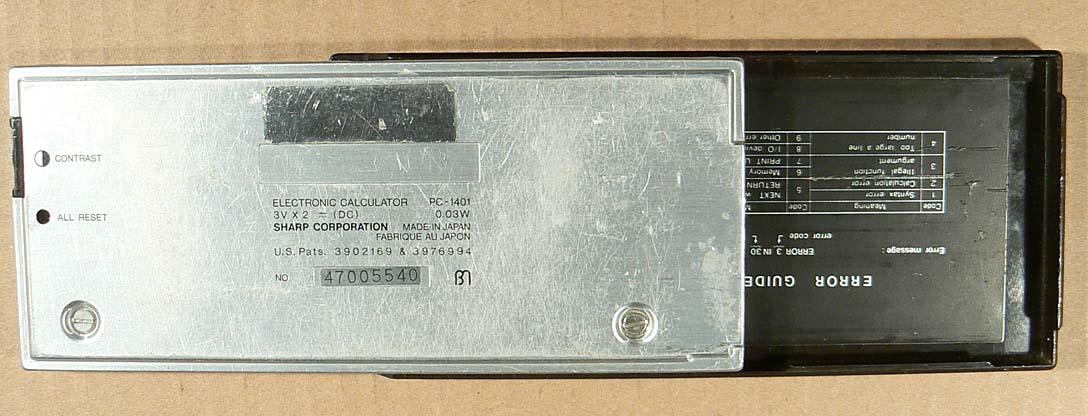 CONTRAST
ALL RESET
ELECTRONIC CALCULATOR PC-1401
3V X 2 ⎓ (DC) 0.03W
SHARP CORPORATION MADE IN JAPAN
FABRIQUE AU JAPON
U.S. Pats. 3902169 & 3976994
NO. 47005540
ERROR GUIDE
Error message: ERROR 3 IN 30
error code
Code Meaning Code
1 Syntax error 5 NEXT
2 Calculation error RETURN
3 Illegal function 6 Memory
argument 7 PRINT
4 Too large a line 8 I/O
number 9 Other